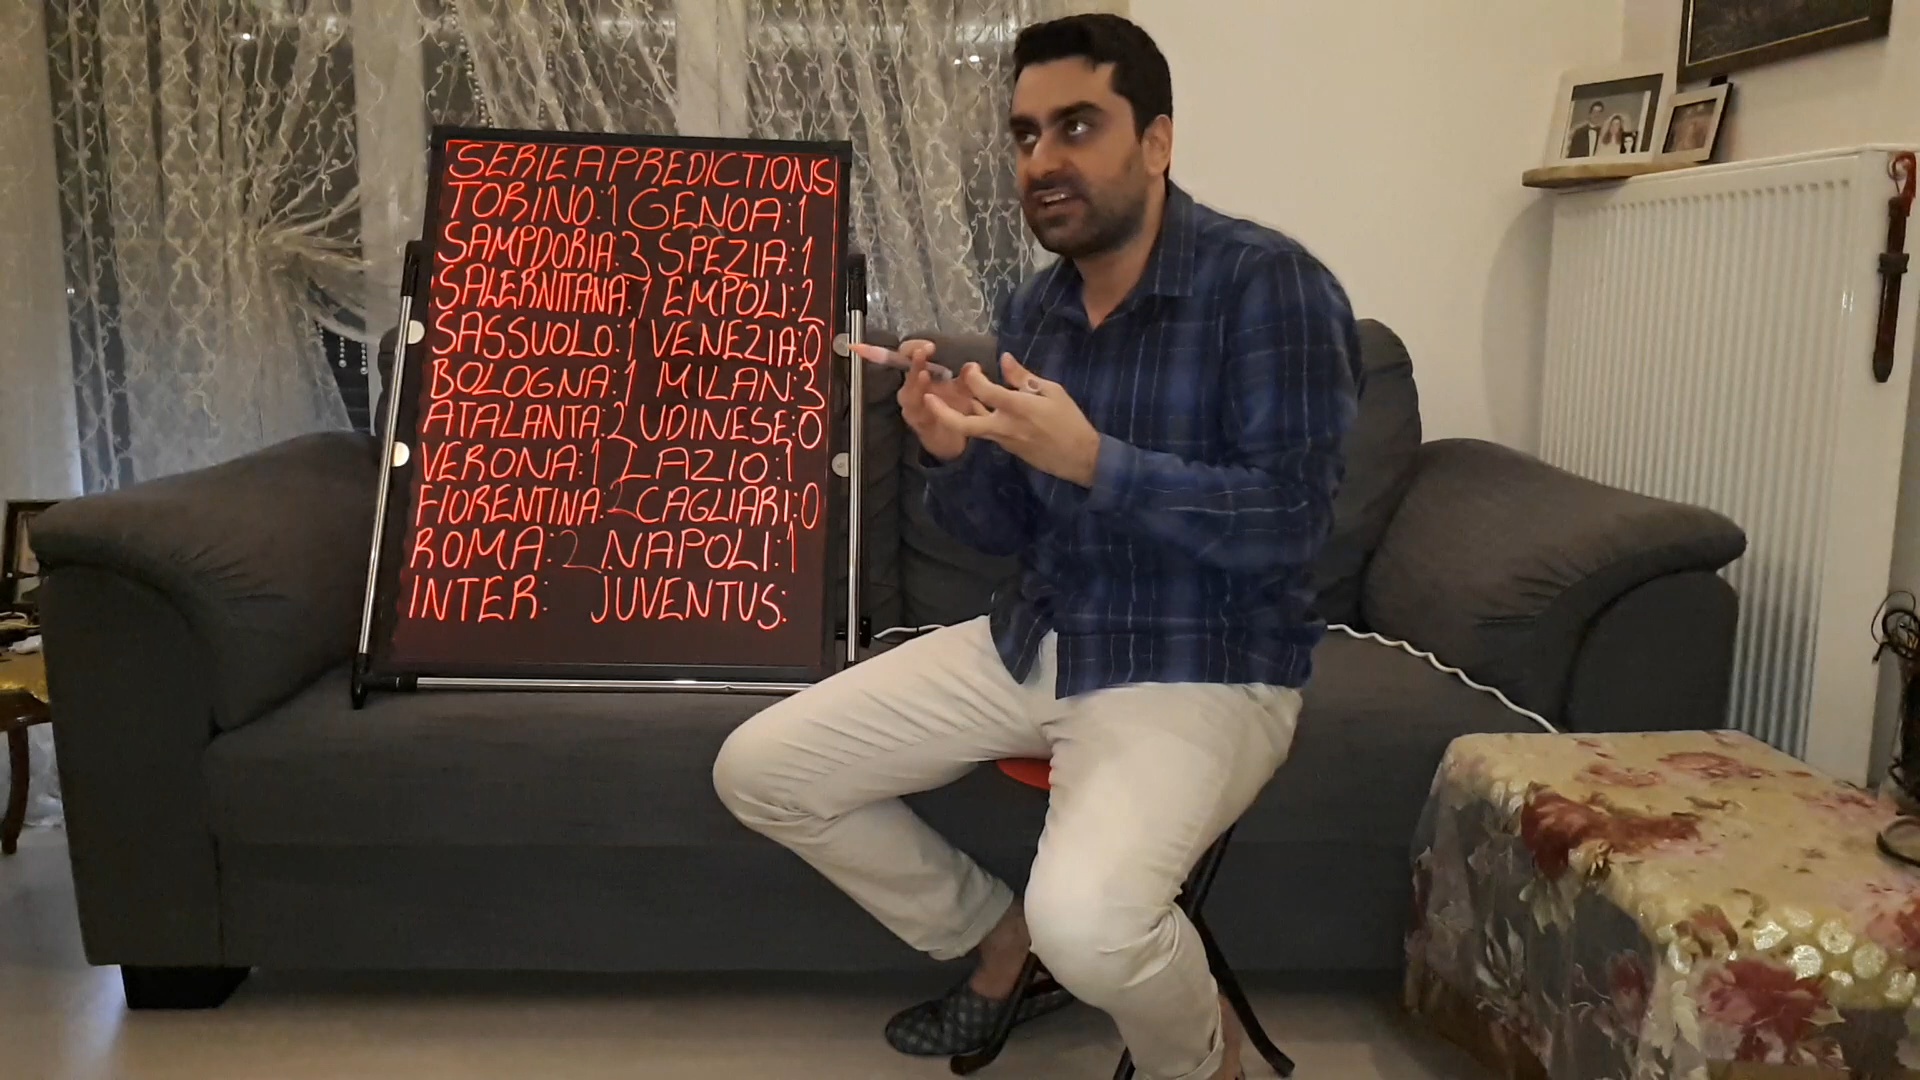 SERIE A PREDICTIONS
TORINO:1 GENOA:1
SAMPDORIA:3 SPEZIA:1
SALERNITANA:1 EMPOLI:2
SASSUOLO:1 VENEZIA:0
BOLOGNA:1 MILAN:3
ATALANTA:2 UDINESE:0
VERONA:1 LAZIO:1
FIORENTINA:2 CAGLIARI:0
ROMA:2 NAPOLI:1
INTER: JUVENTUS: